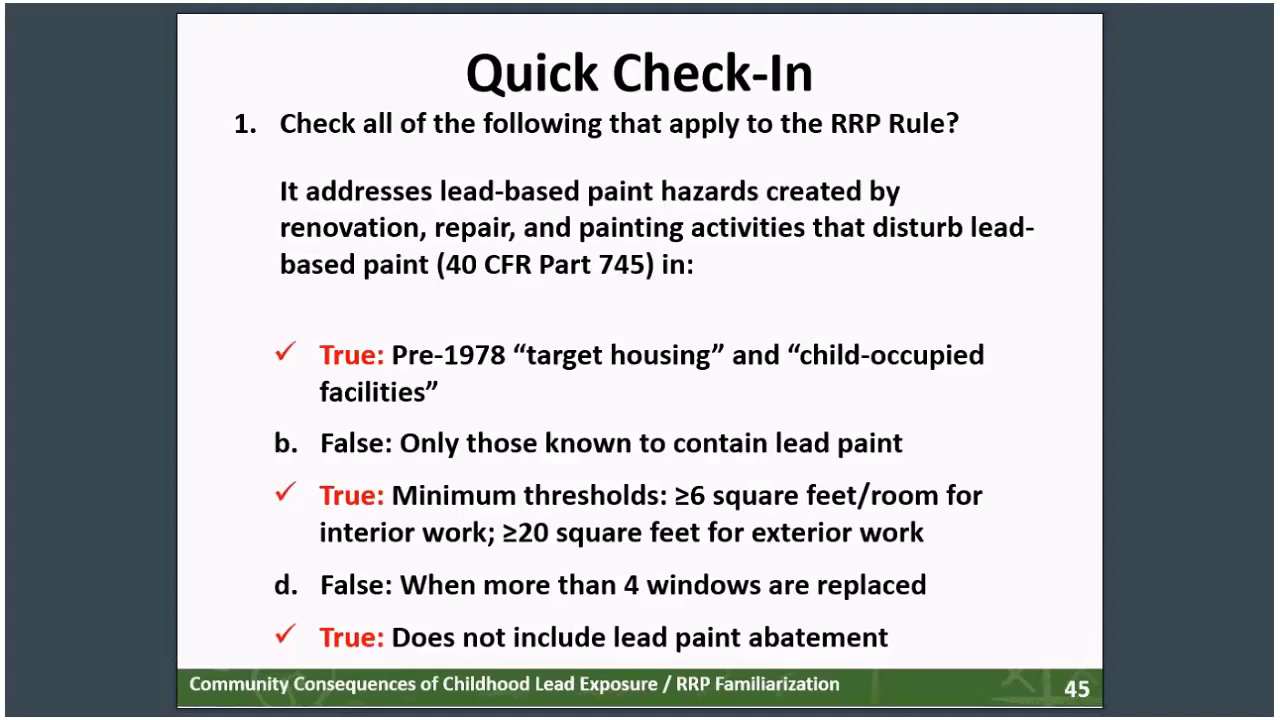 Quick Check-In
1. Check all of the following that apply to the RRP Rule?
It addresses lead-based paint hazards created by
renovation, repair, and painting activities that disturb lead-
based paint (40 CFR Part 745) in:
✓ True: Pre-1978 “target housing” and “child-occupied
facilities”
b. False: Only those known to contain lead paint
✓ True: Minimum thresholds: ≥6 square feet/room for
interior work; ≥20 square feet for exterior work
d. False: When more than 4 windows are replaced
✓ True: Does not include lead paint abatement
Community Consequences of Childhood Lead Exposure / RRP Familiarization
45